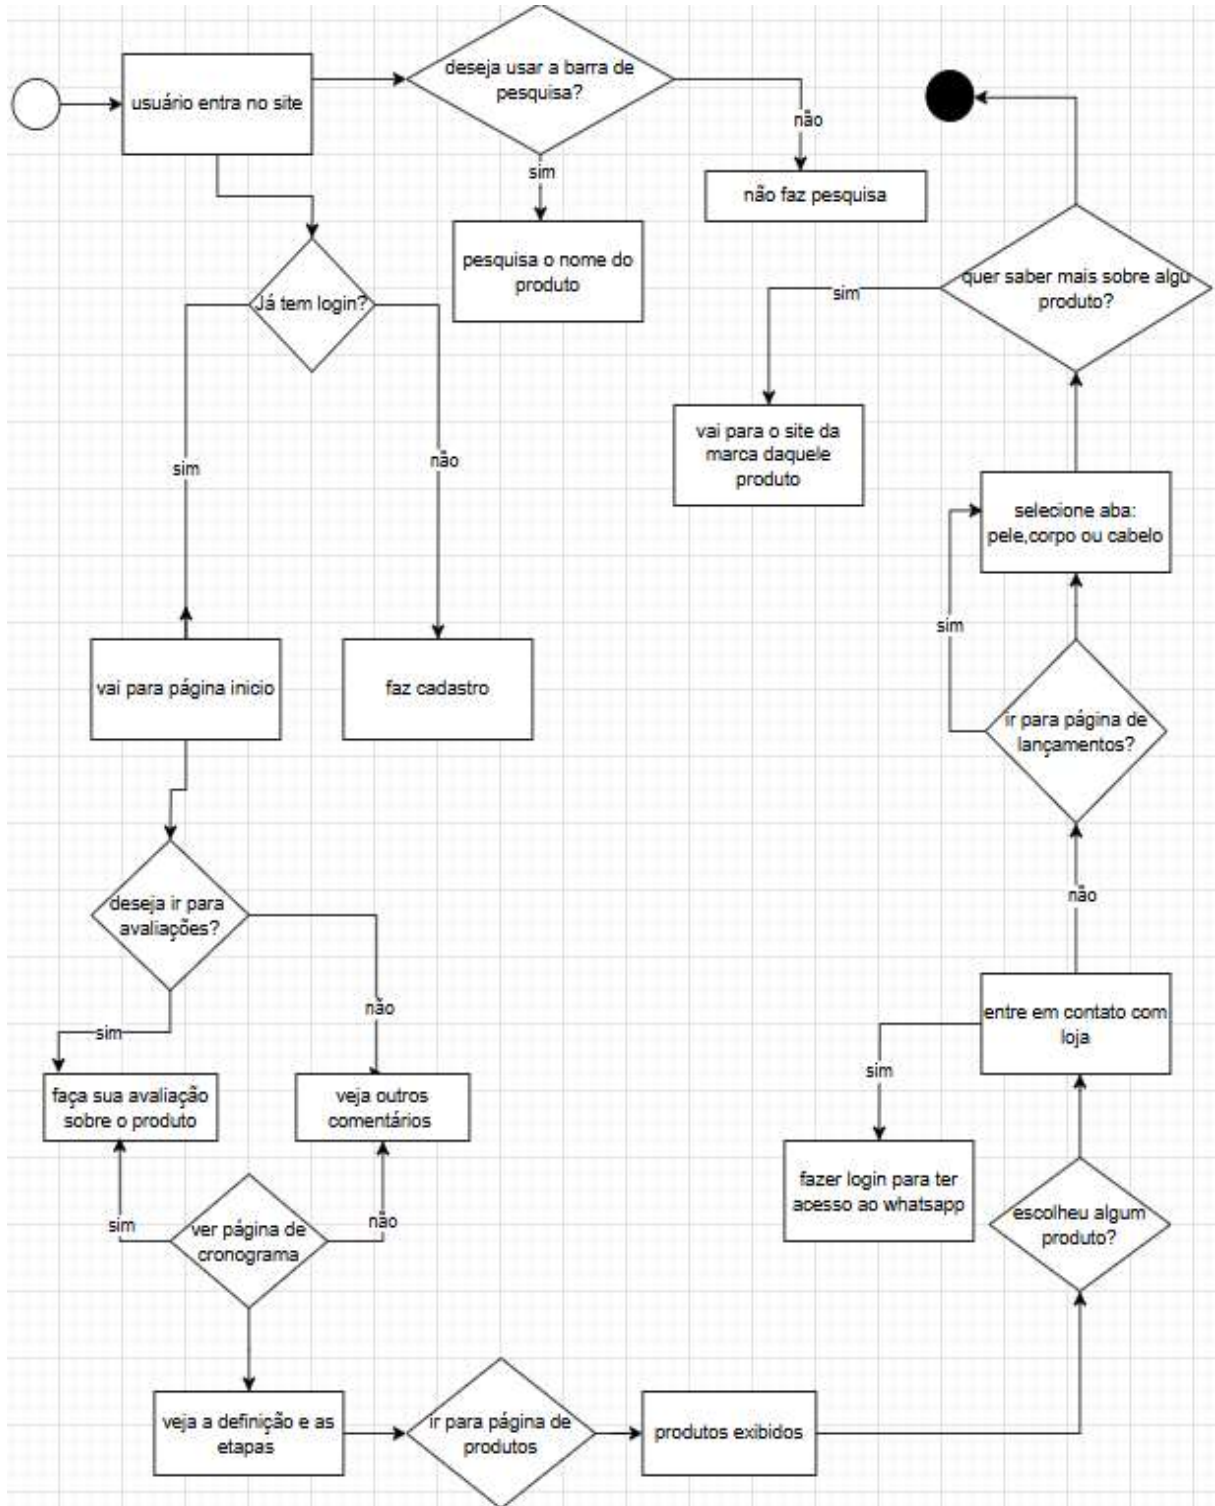 deseja usar a barra de
pesquisa?
usuário entra no site
não
sim
não faz pesquisa
pesquisa o nome do
produto
quer saber mais sobre algu
produto?
sim
Já tem login?
vai para o site da
marca daquele
produto
sim
não
selecione aba:
pele,corpo ou cabelo
sim
vai para página inicio
faz cadastro
ir para página de
lançamentos?
não
deseja ir para
avaliações?
não
sim
entre em contato com
loja
sim
faça sua avaliação
sobre o produto
veja outros
comentários
fazer login para ter
acesso ao whatsapp
escolheu algum
produto?
sim
não
ver página de
cronograma
veja a definição e as
etapas
ir para página de
produtos
produtos exibidos